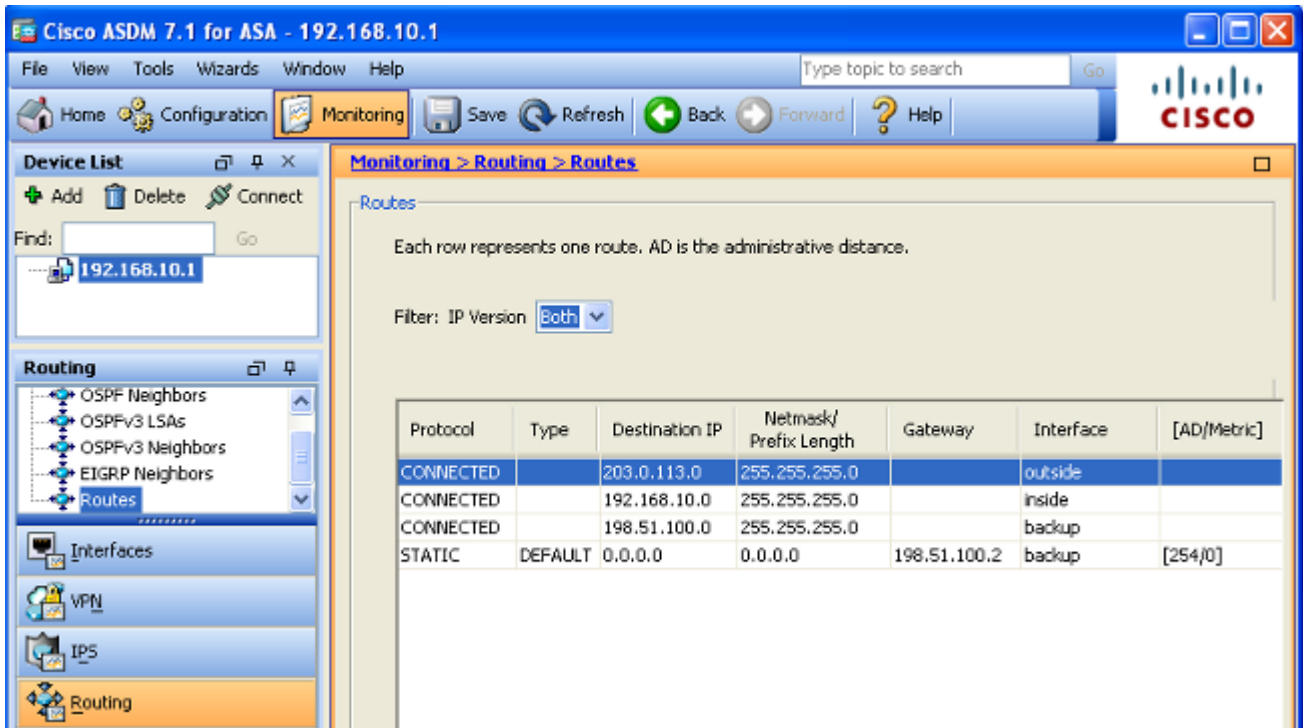 Cisco ASDM 7.1 for ASA - 192.168.10.1
File View Tools Wizards Window Help
Type topic to search Go
Home Configuration Monitoring Save Refresh Back Forward Help
CISCO
Device List
Add Delete Connect
Find: Go
192.168.10.1
Routing
OSPF Neighbors
OSPFv3 LSAs
OSPFv3 Neighbors
EIGRP Neighbors
Routes
Interfaces
VPN
IPS
Routing
Monitoring > Routing > Routes
Routes
Each row represents one route. AD is the administrative distance.
Filter: IP Version Both
Protocol Type Destination IP Netmask/ Prefix Length Gateway Interface [AD/Metric]
CONNECTED 203.0.113.0 255.255.255.0 outside
CONNECTED 192.168.10.0 255.255.255.0 inside
CONNECTED 198.51.100.0 255.255.255.0 backup
STATIC DEFAULT 0.0.0.0 0.0.0.0 198.51.100.2 backup [254/0]